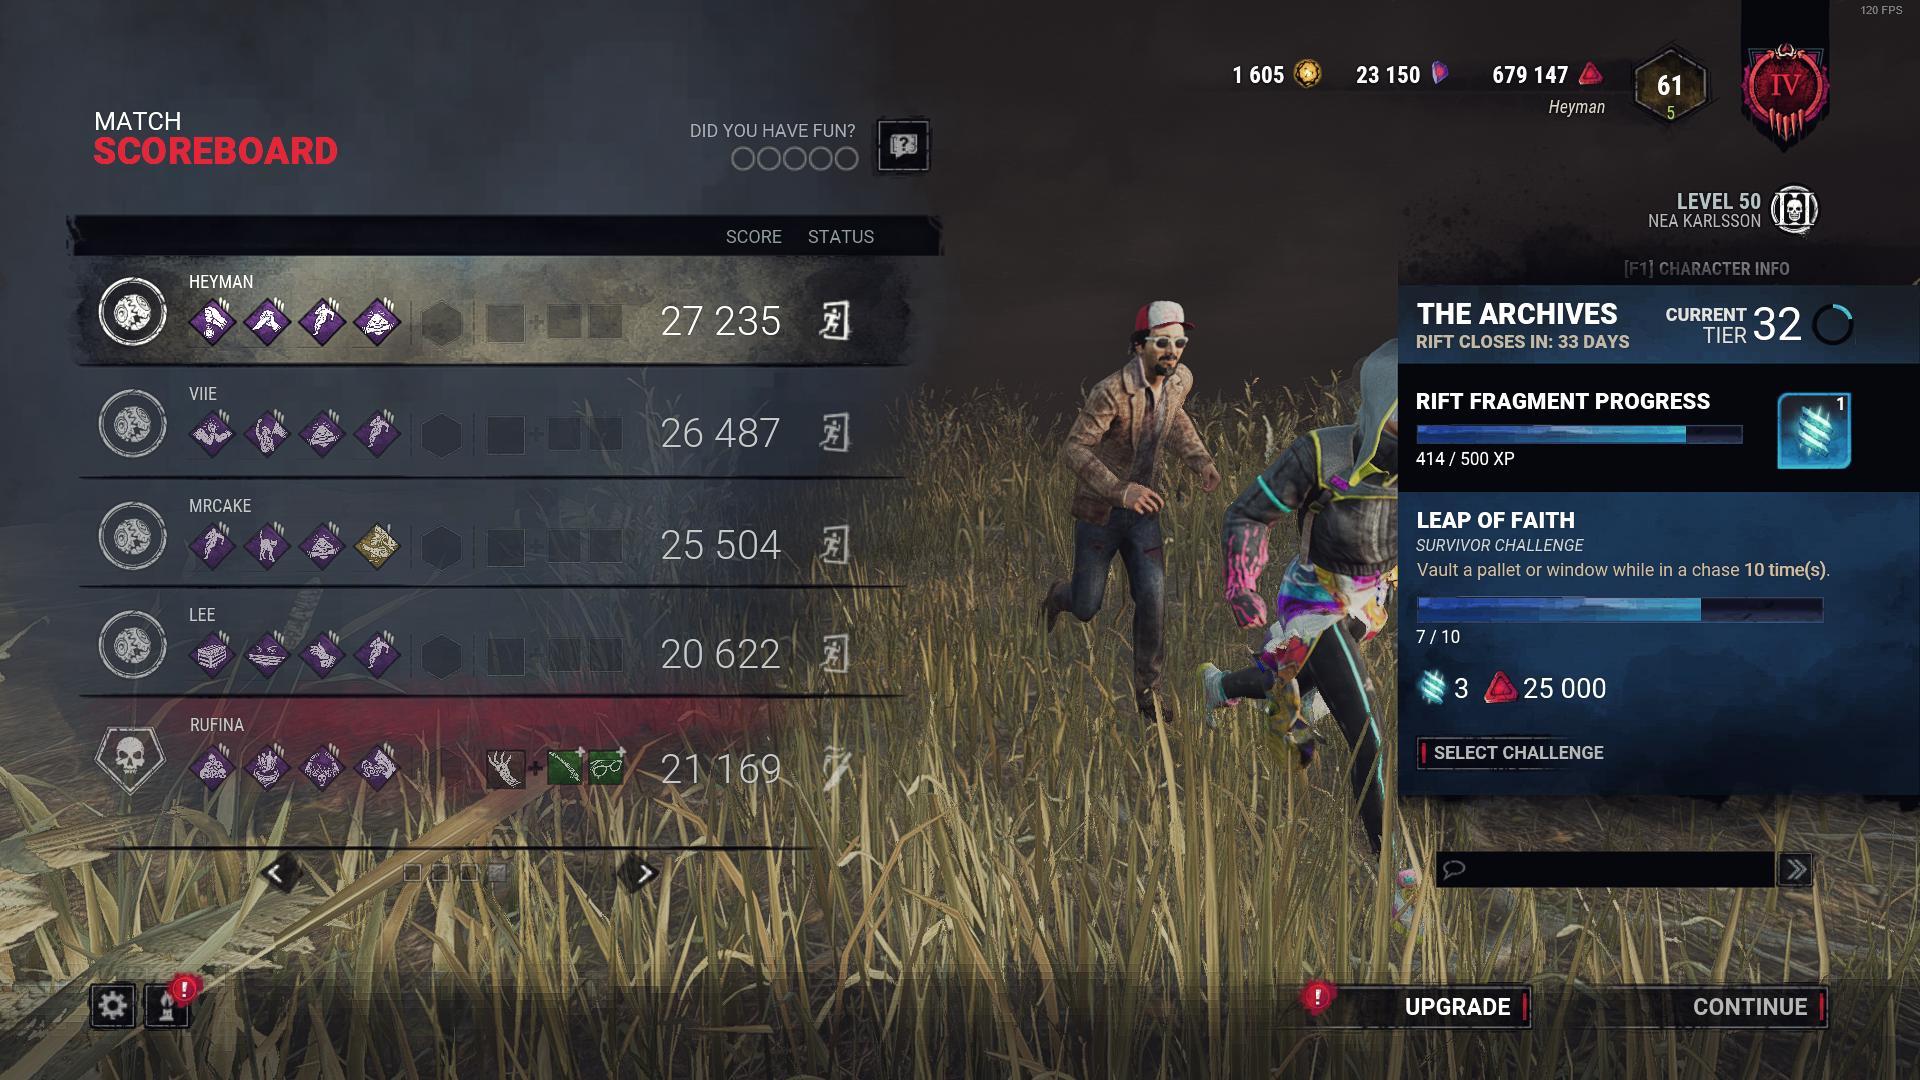 120 FPS
1 605
23 150
679 147
Heyman
61
5
IV
MATCH
SCOREBOARD
DID YOU HAVE FUN?
LEVEL 50
NEA KARLSSON
III
[F1] CHARACTER INFO
SCORE STATUS
HEYMAN
27 235
VIIE
26 487
MRCAKE
25 504
LEE
20 622
RUFINA
21 169
THE ARCHIVES
RIFT CLOSES IN: 33 DAYS
CURRENT
TIER 32
RIFT FRAGMENT PROGRESS
1
414 / 500 XP
LEAP OF FAITH
SURVIVOR CHALLENGE
Vault a pallet or window while in a chase 10 time(s).
7 / 10
3 25 000
SELECT CHALLENGE
UPGRADE
CONTINUE